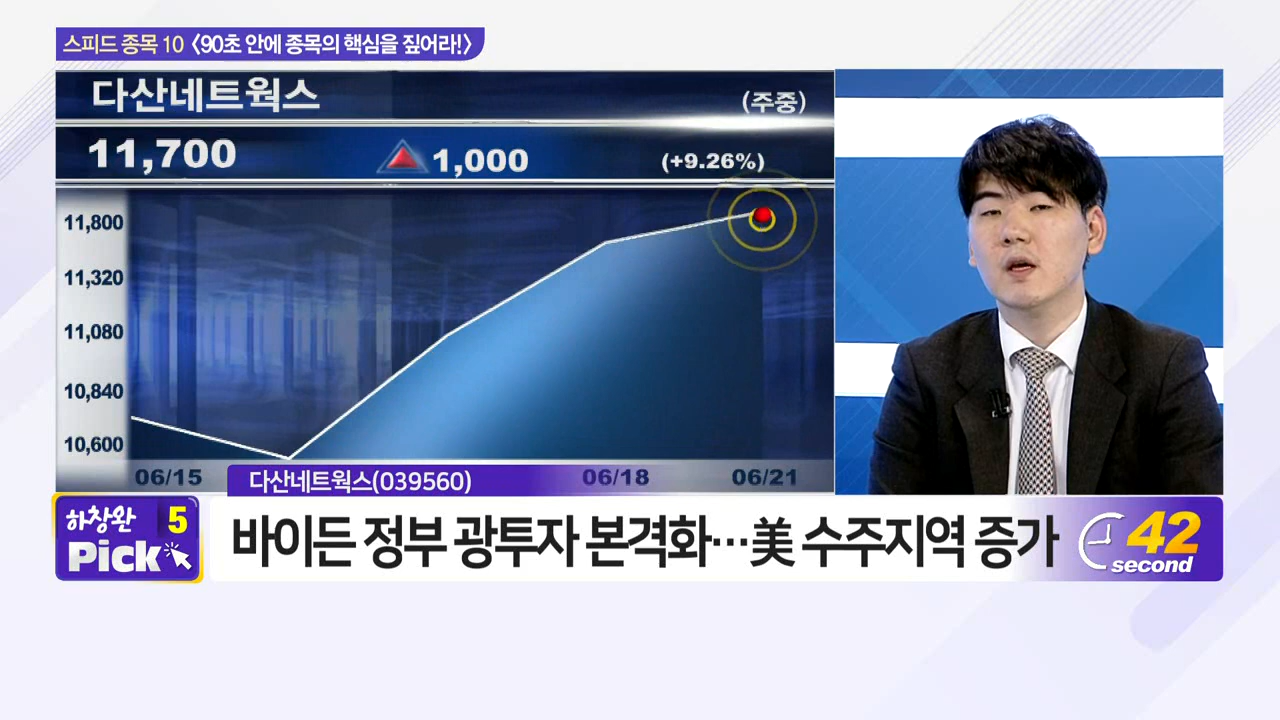 스피드 종목 10 <90초 안에 종목의 핵심을 짚어라!>
다산네트웍스
(주중)
11,700 ▲ 1,000 (+9.26%)
11,800
11,320
11,080
10,840
10,600
06/15 06/18 06/21
다산네트웍스(039560)
하창완 5
Pick
바이든 정부 광투자 본격화…美 수주지역 증가
42
second